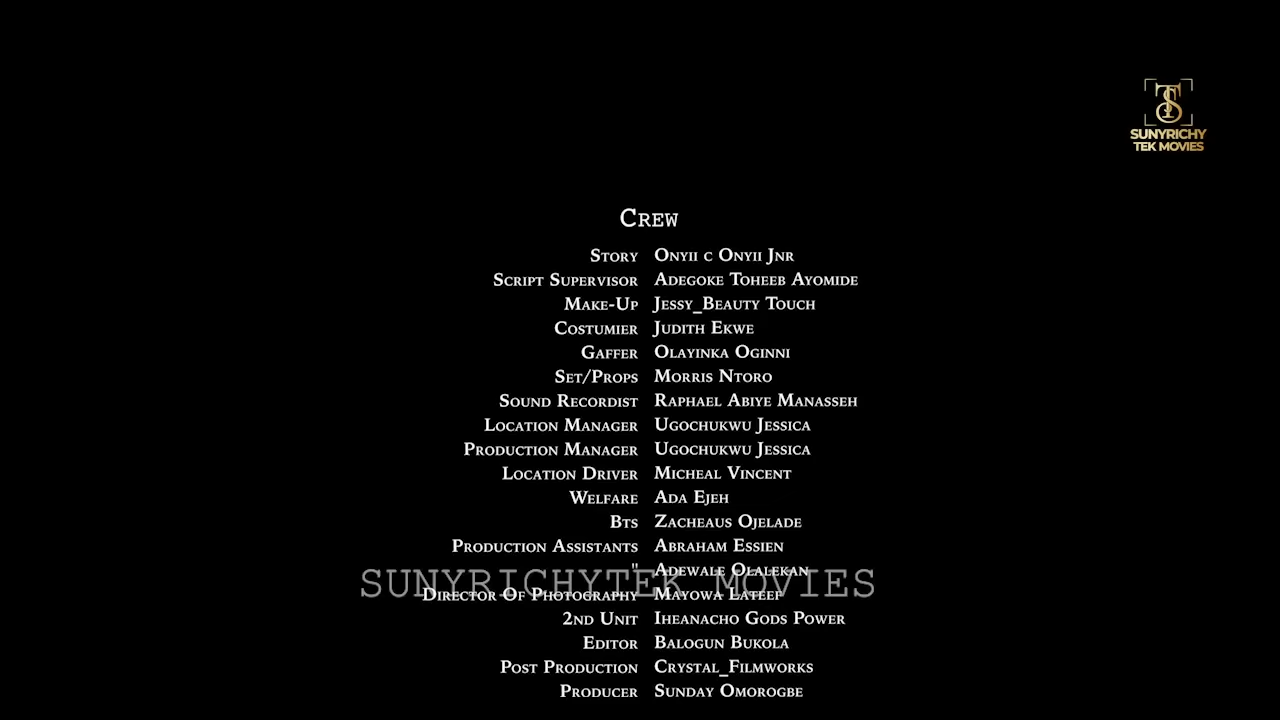 SUNYRICHY
TEK MOVIES
Crew
Story Onyii c Onyii Jnr
Script Supervisor Adegoke Toheeb Ayomide
Make-Up Jessy_Beauty Touch
Costumier Judith Ekwe
Gaffer Olayinka Oginni
Set/Props Morris Ntoro
Sound Recordist Raphael Abiye Manasseh
Location Manager Ugochukwu Jessica
Production Manager Ugochukwu Jessica
Location Driver Micheal Vincent
Welfare Ada Ejeh
Bts Zacheaus Ojelade
Production Assistants Abraham Essien
" Adewale Olalekan
SUNYRICHYTEK MOVIES
Director Of Photography Mayowa Lateef
2nd Unit Iheanacho Gods Power
Editor Balogun Bukola
Post Production Crystal_Filmworks
Producer Sunday Omorogbe